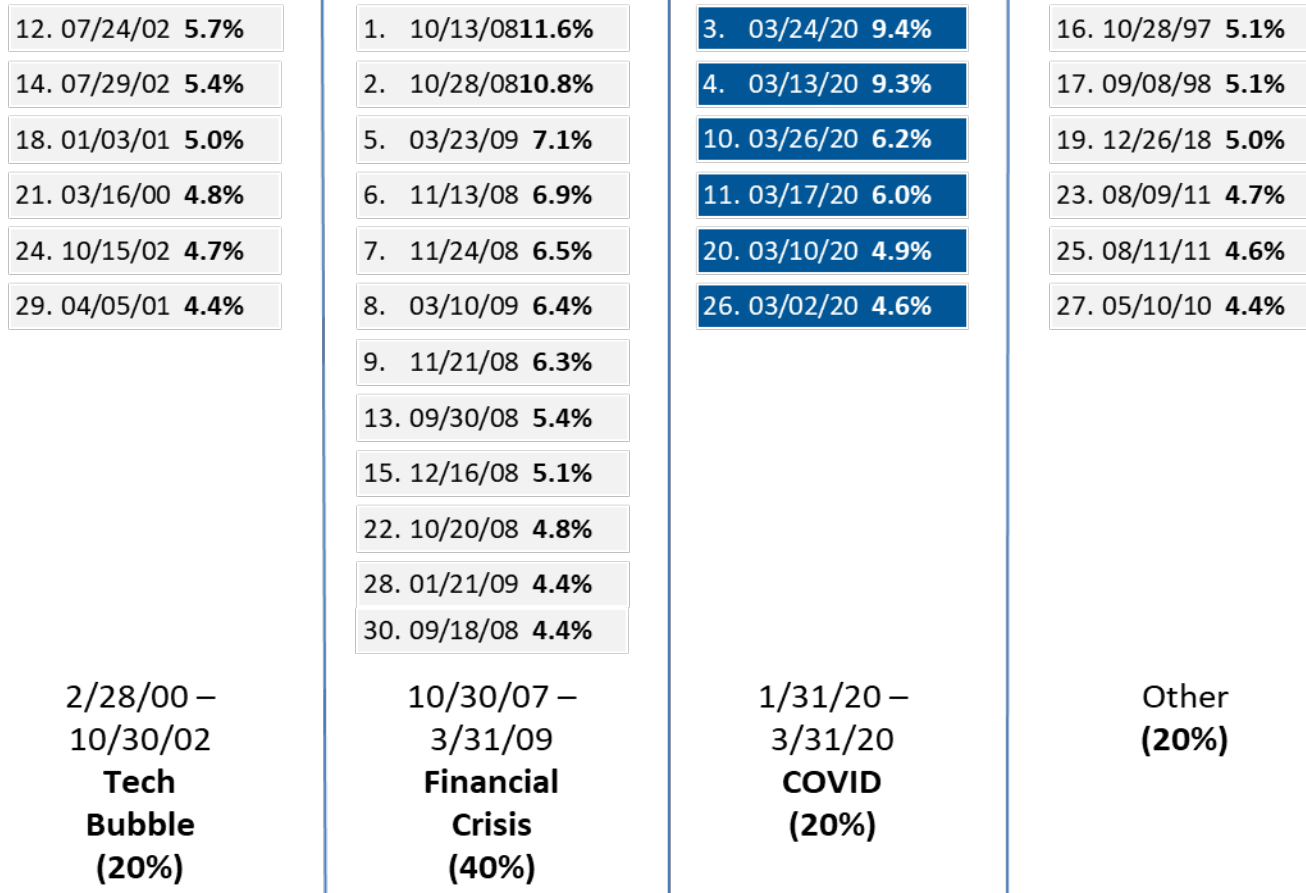 12. 07/24/02 5.7%
14. 07/29/02 5.4%
18. 01/03/01 5.0%
21. 03/16/00 4.8%
24. 10/15/02 4.7%
29. 04/05/01 4.4%
2/28/00 –
10/30/02
Tech
Bubble
(20%)
1. 10/13/0811.6%
2. 10/28/0810.8%
5. 03/23/09 7.1%
6. 11/13/08 6.9%
7. 11/24/08 6.5%
8. 03/10/09 6.4%
9. 11/21/08 6.3%
13. 09/30/08 5.4%
15. 12/16/08 5.1%
22. 10/20/08 4.8%
28. 01/21/09 4.4%
30. 09/18/08 4.4%
10/30/07 –
3/31/09
Financial
Crisis
(40%)
3. 03/24/20 9.4%
4. 03/13/20 9.3%
10. 03/26/20 6.2%
11. 03/17/20 6.0%
20. 03/10/20 4.9%
26. 03/02/20 4.6%
1/31/20 –
3/31/20
COVID
(20%)
16. 10/28/97 5.1%
17. 09/08/98 5.1%
19. 12/26/18 5.0%
23. 08/09/11 4.7%
25. 08/11/11 4.6%
27. 05/10/10 4.4%
Other
(20%)